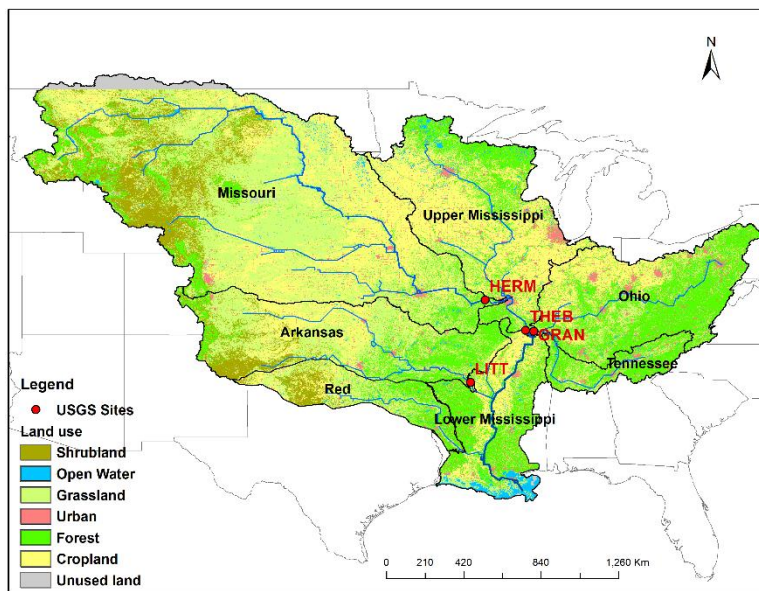 N
Missouri
Upper Mississippi
HERM
Ohio
THEB
GRAN
Arkansas
Tennessee
LITT
Red
Lower Mississippi
Legend
USGS Sites
Land use
Shrubland
Open Water
Grassland
Urban
Forest
Cropland
Unused land
0 210 420 840 1,260 Km